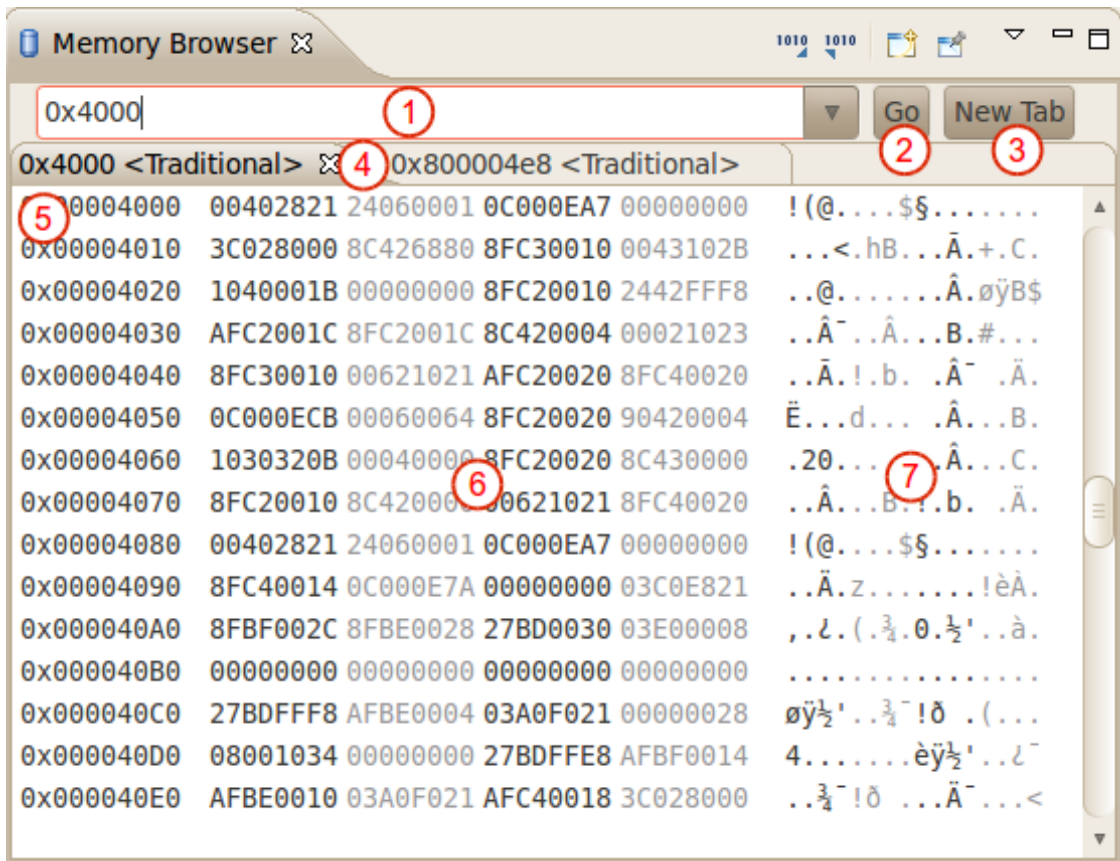 Memory Browser
1010 1010
0x4000 1 Go New Tab
2 3
0x4000 <Traditional> 4 0x800004e8 <Traditional>
5 00004000 00402821 24060001 0C000EA7 00000000 !(@....$§.......
0x00004010 3C028000 8C426880 8FC30010 0043102B ...<.hB...Ã.+.C.
0x00004020 1040001B 00000000 8FC20010 2442FFF8 ..@.......Â.øÿB$
0x00004030 AFC2001C 8FC2001C 8C420004 00021023 ..Â¯..Â...B.#...
0x00004040 8FC30010 00621021 AFC20020 8FC40020 ..Ã.!.b. .Â¯ .Ä.
0x00004050 0C000ECB 00060064 8FC20020 90420004 Ë...d... .Â...B.
0x00004060 1030320B 00040000 8FC20020 8C430000 .20.... .Â...C.
6 7
0x00004070 8FC20010 8C42000 00621021 8FC40020 ..Â...B.!.b. .Ä.
0x00004080 00402821 24060001 0C000EA7 00000000 !(@....$§.......
0x00004090 8FC40014 0C000E7A 00000000 03C0E821 ..Ä.z.......!èÀ.
0x000040A0 8FBF002C 8FBE0028 27BD0030 03E00008 ,.¿.(.¾.0.½'..à.
0x000040B0 00000000 00000000 00000000 00000000 ................
0x000040C0 27BDFFF8 AFBE0004 03A0F021 00000028 øÿ½'..¾¯!ð .(...
0x000040D0 08001034 00000000 27BDFFE8 AFBF0014 4.......èÿ½'..¿¯
0x000040E0 AFBE0010 03A0F021 AFC40018 3C028000 ..¾¯!ð ...Ä¯...<